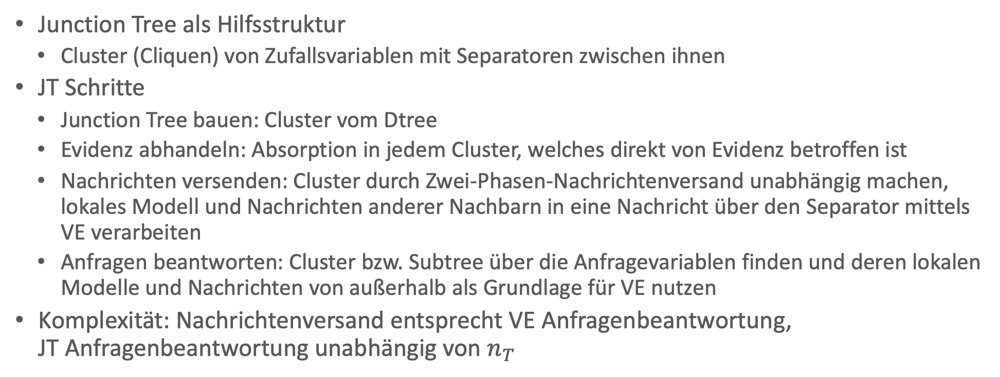 • Junction Tree als Hilfsstruktur
• Cluster (Cliquen) von Zufallsvariablen mit Separatoren zwischen ihnen
• JT Schritte
• Junction Tree bauen: Cluster vom Dtree
• Evidenz abhandeln: Absorption in jedem Cluster, welches direkt von Evidenz betroffen ist
• Nachrichten versenden: Cluster durch Zwei-Phasen-Nachrichtenversand unabhängig machen,
lokales Modell und Nachrichten anderer Nachbarn in eine Nachricht über den Separator mittels
VE verarbeiten
• Anfragen beantworten: Cluster bzw. Subtree über die Anfragevariablen finden und deren lokalen
Modelle und Nachrichten von außerhalb als Grundlage für VE nutzen
• Komplexität: Nachrichtenversand entsprecht VE Anfragenbeantwortung,
JT Anfragenbeantwortung unabhängig von n_T